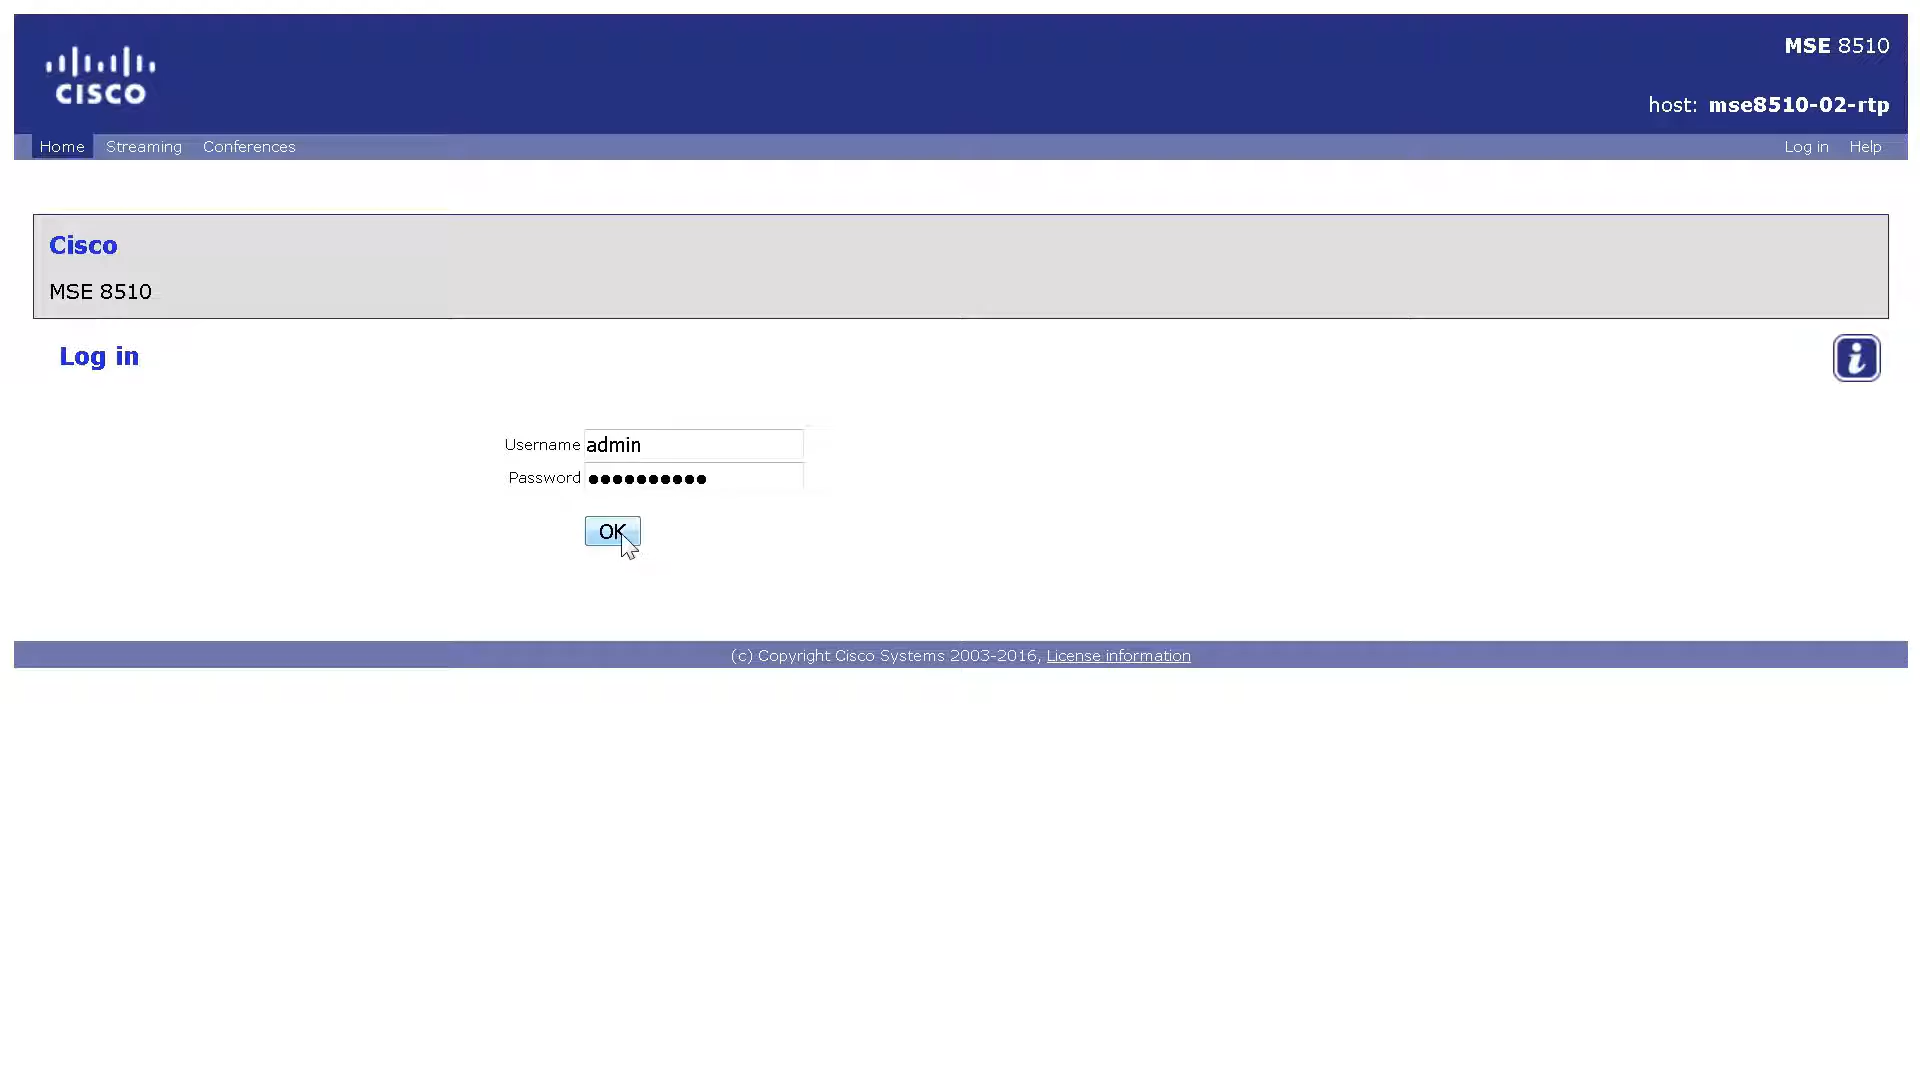 CISCO
MSE 8510
host: mse8510-02-rtp
Home Streaming Conferences Log in Help
Cisco
MSE 8510
Log in
Username admin
Password ●●●●●●●●●●
OK
(c) Copyright Cisco Systems 2003-2016, License information